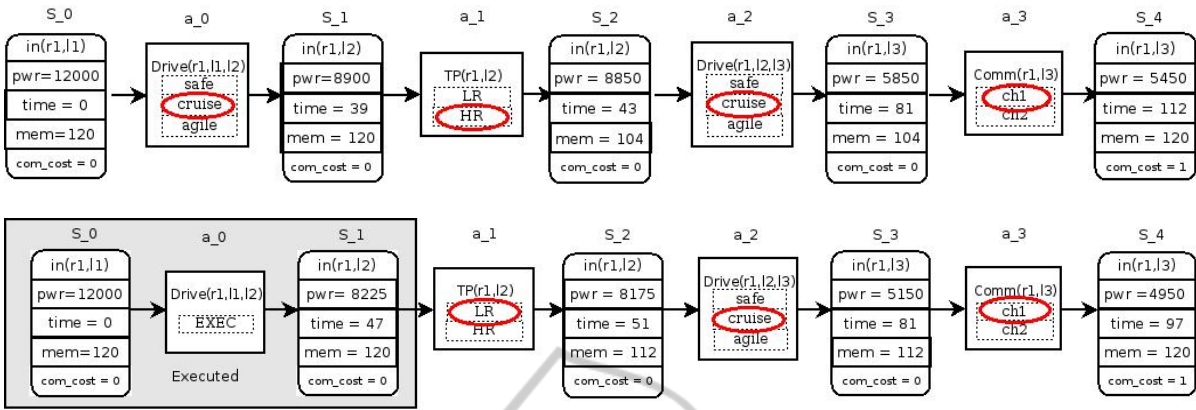 S_0 a_0 S_1 a_1 S_2 a_2 S_3 a_3 S_4
in(r1,l1)
pwr=12000
time = 0
mem=120
com_cost = 0
Drive(r1,l1,l2)
safe
cruise
agile
in(r1,l2)
pwr=8900
time = 39
mem = 120
com_cost = 0
TP(r1,l2)
LR
HR
in(r1,l2)
pwr = 8850
time = 43
mem = 104
com_cost = 0
Drive(r1,l2,l3)
safe
cruise
agile
in(r1,l3)
pwr = 5850
time = 81
mem = 104
com_cost = 0
Comm(r1,l3)
ch1
ch2
in(r1,l3)
pwr = 5450
time = 112
mem = 120
com_cost = 1
S_0 a_0 S_1 a_1 S_2 a_2 S_3 a_3 S_4
in(r1,l1)
pwr=12000
time = 0
mem=120
com_cost = 0
Drive(r1,l1,l2)
EXEC
Executed
in(r1,l2)
pwr = 8225
time = 47
mem = 120
com_cost = 0
TP(r1,l2)
LR
HR
in(r1,l2)
pwr = 8175
time = 51
mem = 112
com_cost = 0
Drive(r1,l2,l3)
safe
cruise
agile
in(r1,l3)
pwr = 5150
time = 81
mem = 112
com_cost = 0
Comm(r1,l3)
ch1
ch2
in(r1,l3)
pwr =4950
time = 97
mem = 120
com_cost = 1